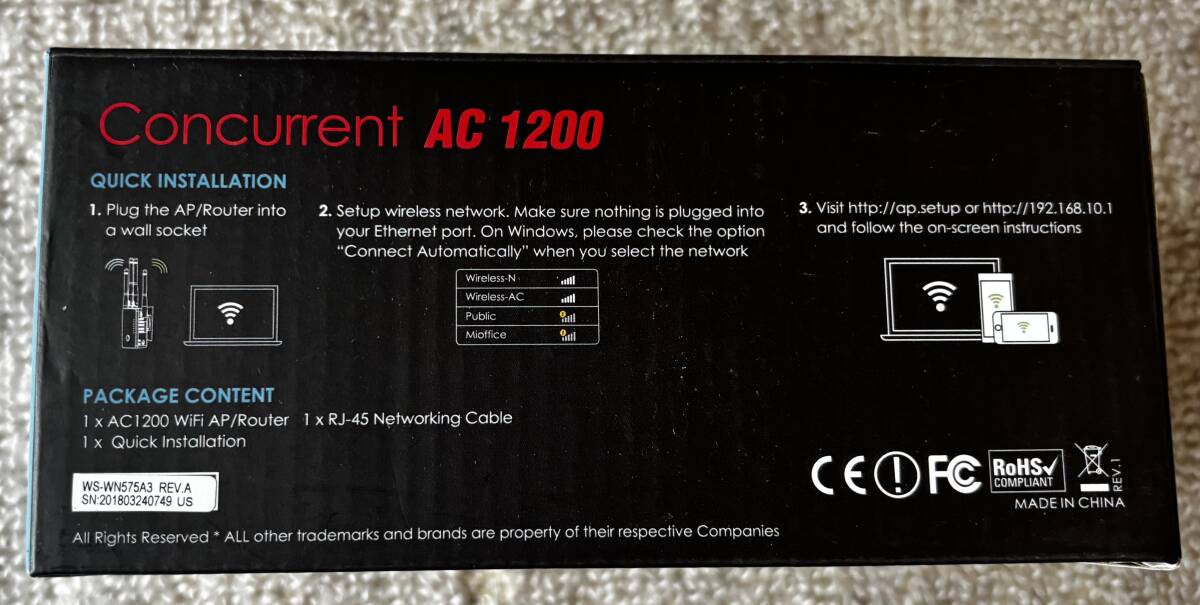 Concurrent AC 1200
QUICK INSTALLATION
1. Plug the AP/Router into
a wall socket
2. Setup wireless network. Make sure nothing is plugged into
your Ethernet port. On Windows, please check the option
“Connect Automatically” when you select the network
Wireless-N
Wireless-AC
Public
Mioffice
3. Visit http://ap.setup or http://192.168.10.1
and follow the on-screen instructions
PACKAGE CONTENT
1 x AC1200 WiFi AP/Router 1 x RJ-45 Networking Cable
1 x Quick Installation
WS-WN575A3 REV.A
SN:201803240749 US
CE FC RoHS COMPLIANT
REV.1
MADE IN CHINA
All Rights Reserved * ALL other trademarks and brands are property of their respective Companies